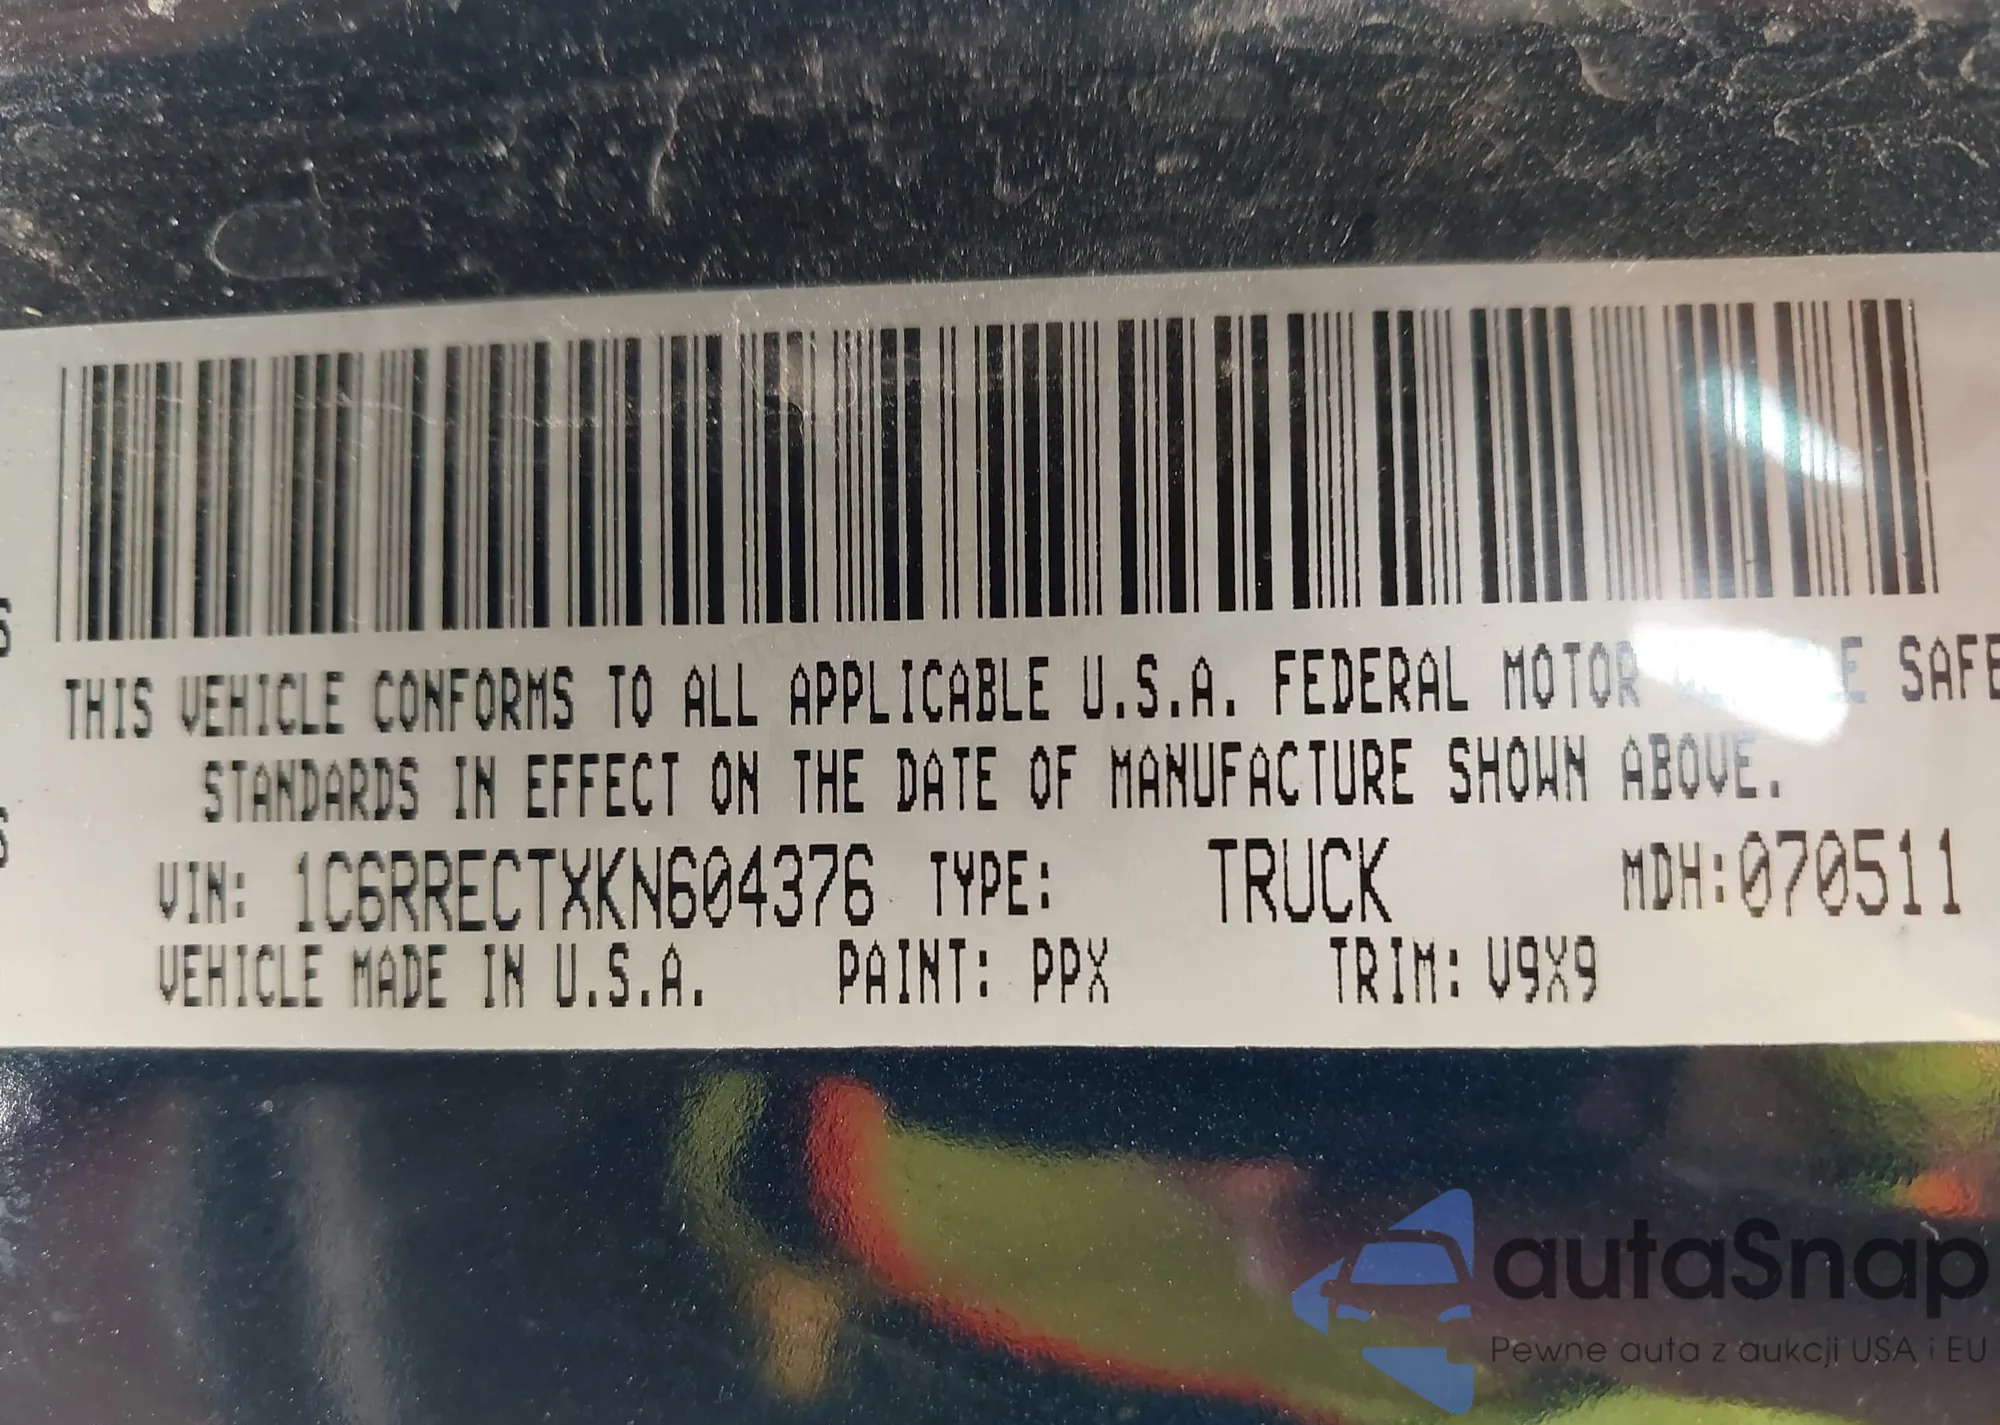 THIS VEHICLE CONFORMS TO ALL APPLICABLE U.S.A. FEDERAL MOTOR SAFE
STANDARDS IN EFFECT ON THE DATE OF MANUFACTURE SHOWN ABOVE.
VIN: 1C6RRECTXKN604376 TYPE: TRUCK MDH:070511
VEHICLE MADE IN U.S.A. PAINT: PPX TRIM: V9X9
autaSnap
Pewne auta z aukcji USA i EU